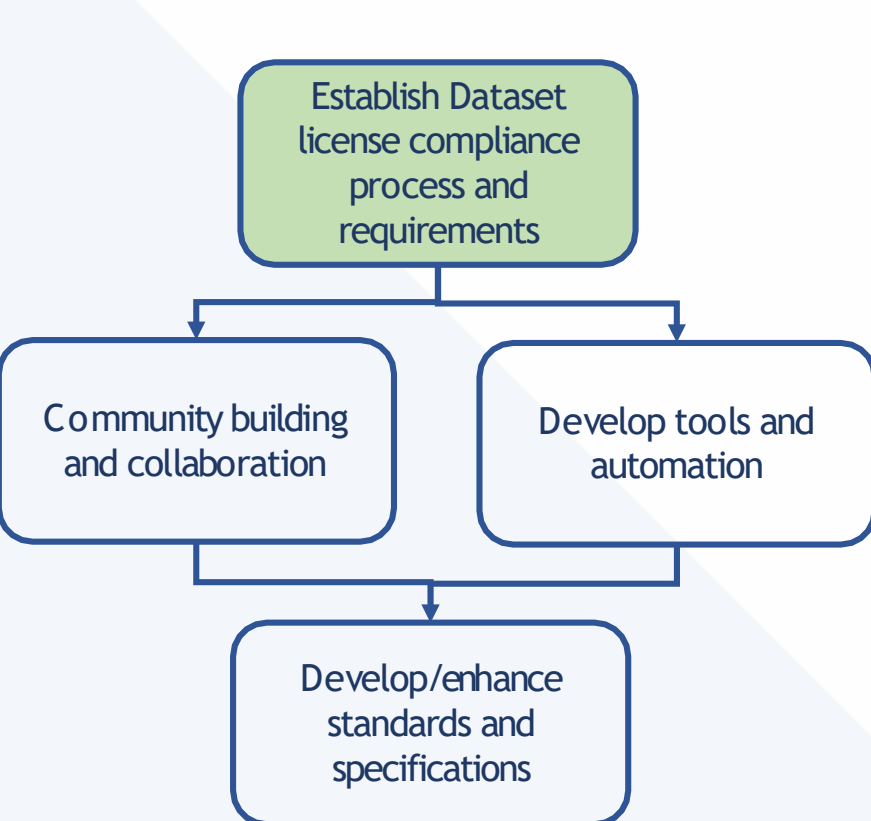 Establish Dataset
license compliance
process and
requirements
Community building
and collaboration
Develop tools and
automation
Develop/enhance
standards and
specifications